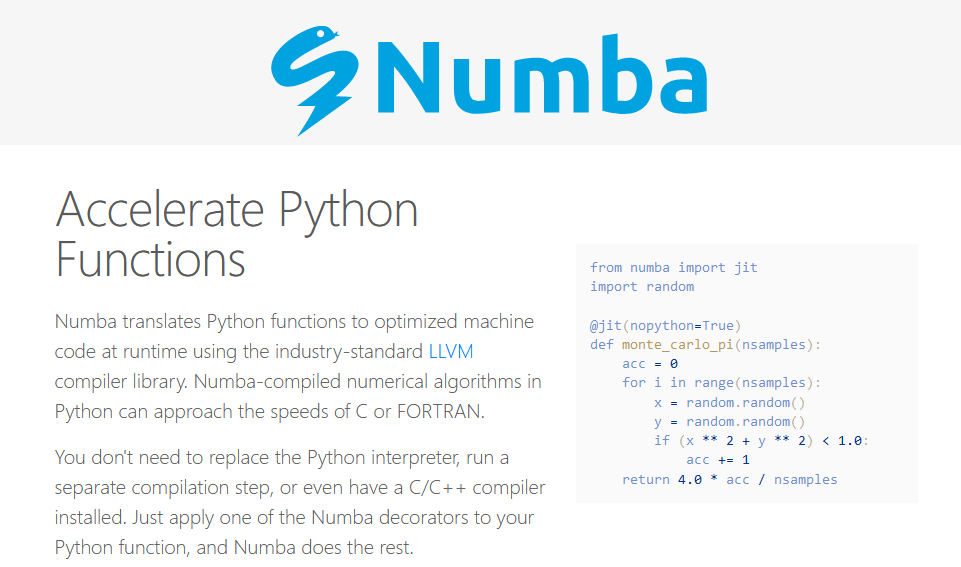 Numba
Accelerate Python
Functions
Numba translates Python functions to optimized machine
code at runtime using the industry-standard LLVM
compiler library. Numba-compiled numerical algorithms in
Python can approach the speeds of C or FORTRAN.
You don't need to replace the Python interpreter, run a
separate compilation step, or even have a C/C++ compiler
installed. Just apply one of the Numba decorators to your
Python function, and Numba does the rest.
from numba import jit
import random
@jit(nopython=True)
def monte_carlo_pi(nsamples):
    acc = 0
    for i in range(nsamples):
        x = random.random()
        y = random.random()
        if (x ** 2 + y ** 2) < 1.0:
            acc += 1
    return 4.0 * acc / nsamples